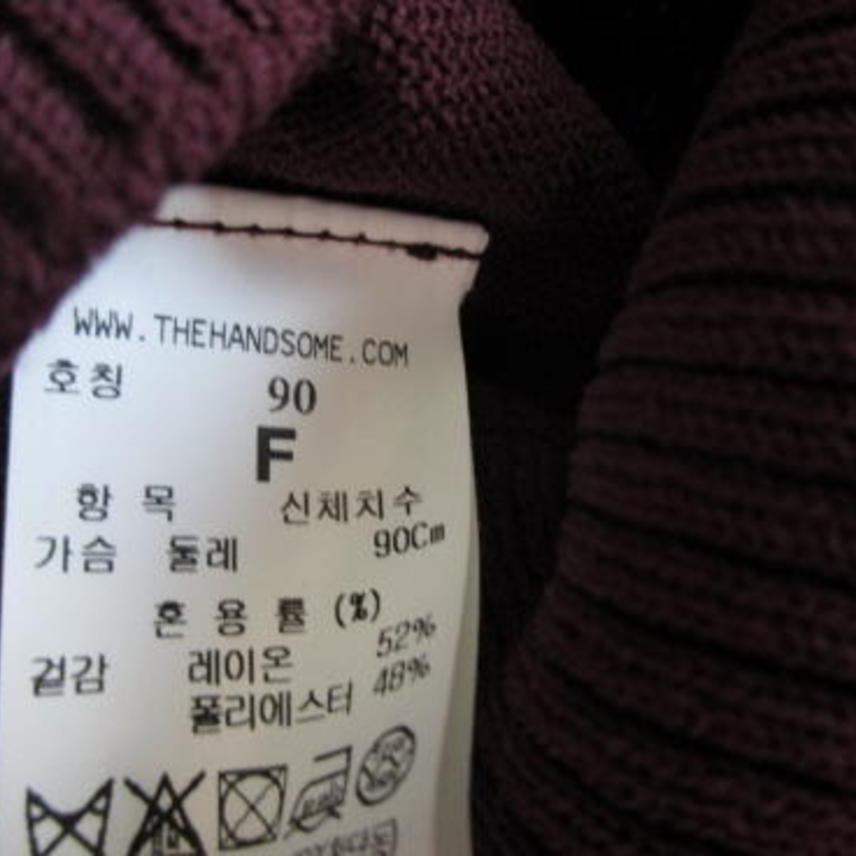 WWW.THEHANDSOME.COM
호칭 90
F
항 목 신체치수
가슴 둘레 90Cm
혼 용 률 (%)
겉감 레이온 52%
폴리에스터 48%